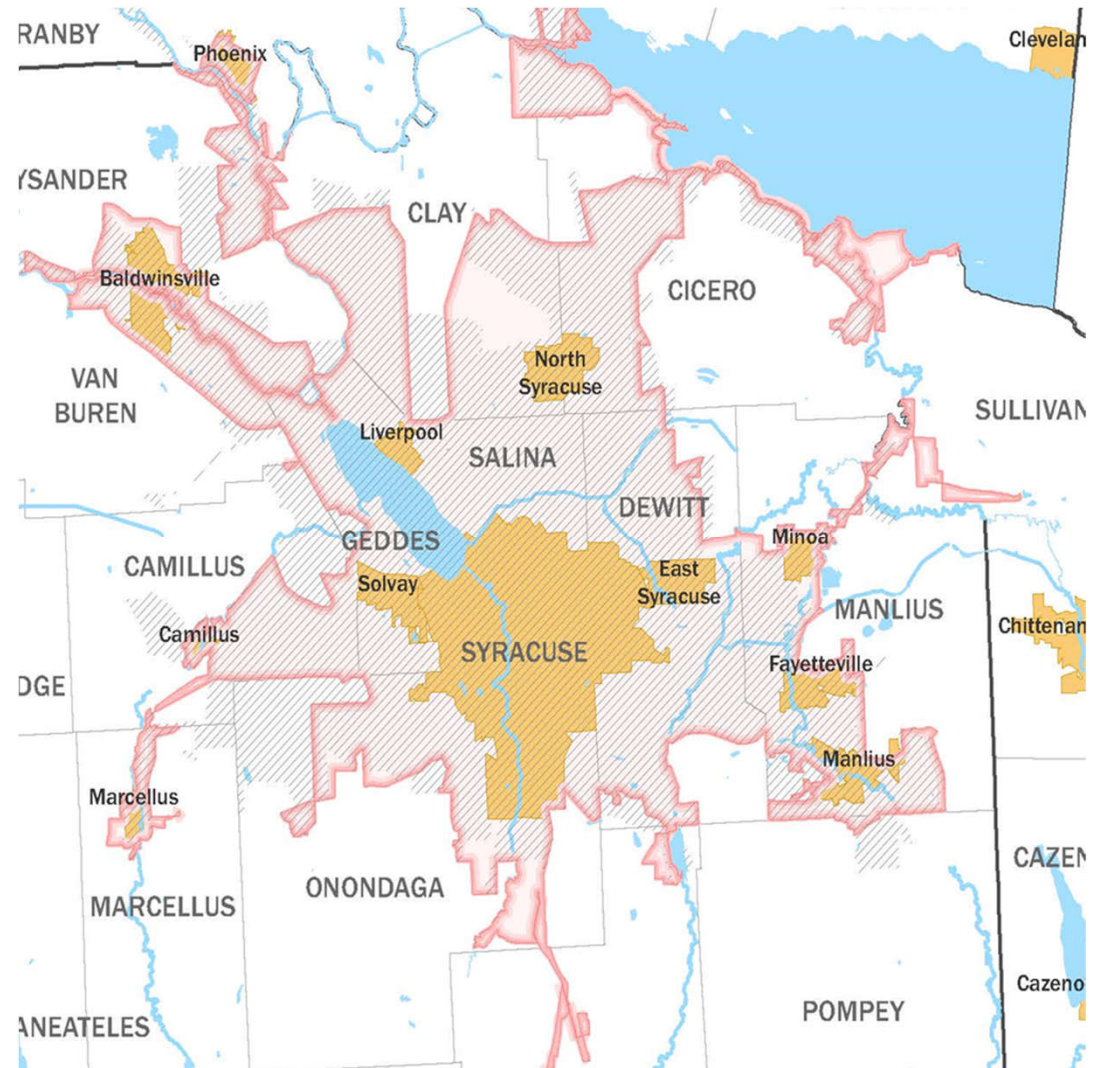 RANBY
Phoenix
Clevelan
YSANDER
CLAY
Baldwinsville
CICERO
VAN
BUREN
North
Syracuse
SULLIVAN
Liverpool
SALINA
DEWITT
GEDDES
Minoa
CAMILLUS
Solvay
East
Syracuse
MANLIUS
Camillus
SYRACUSE
Chittenan
Fayetteville
DGE
Manlius
Marcellus
CAZEN
ONONDAGA
MARCELLUS
Cazeno
POMPEY
ANEATELES